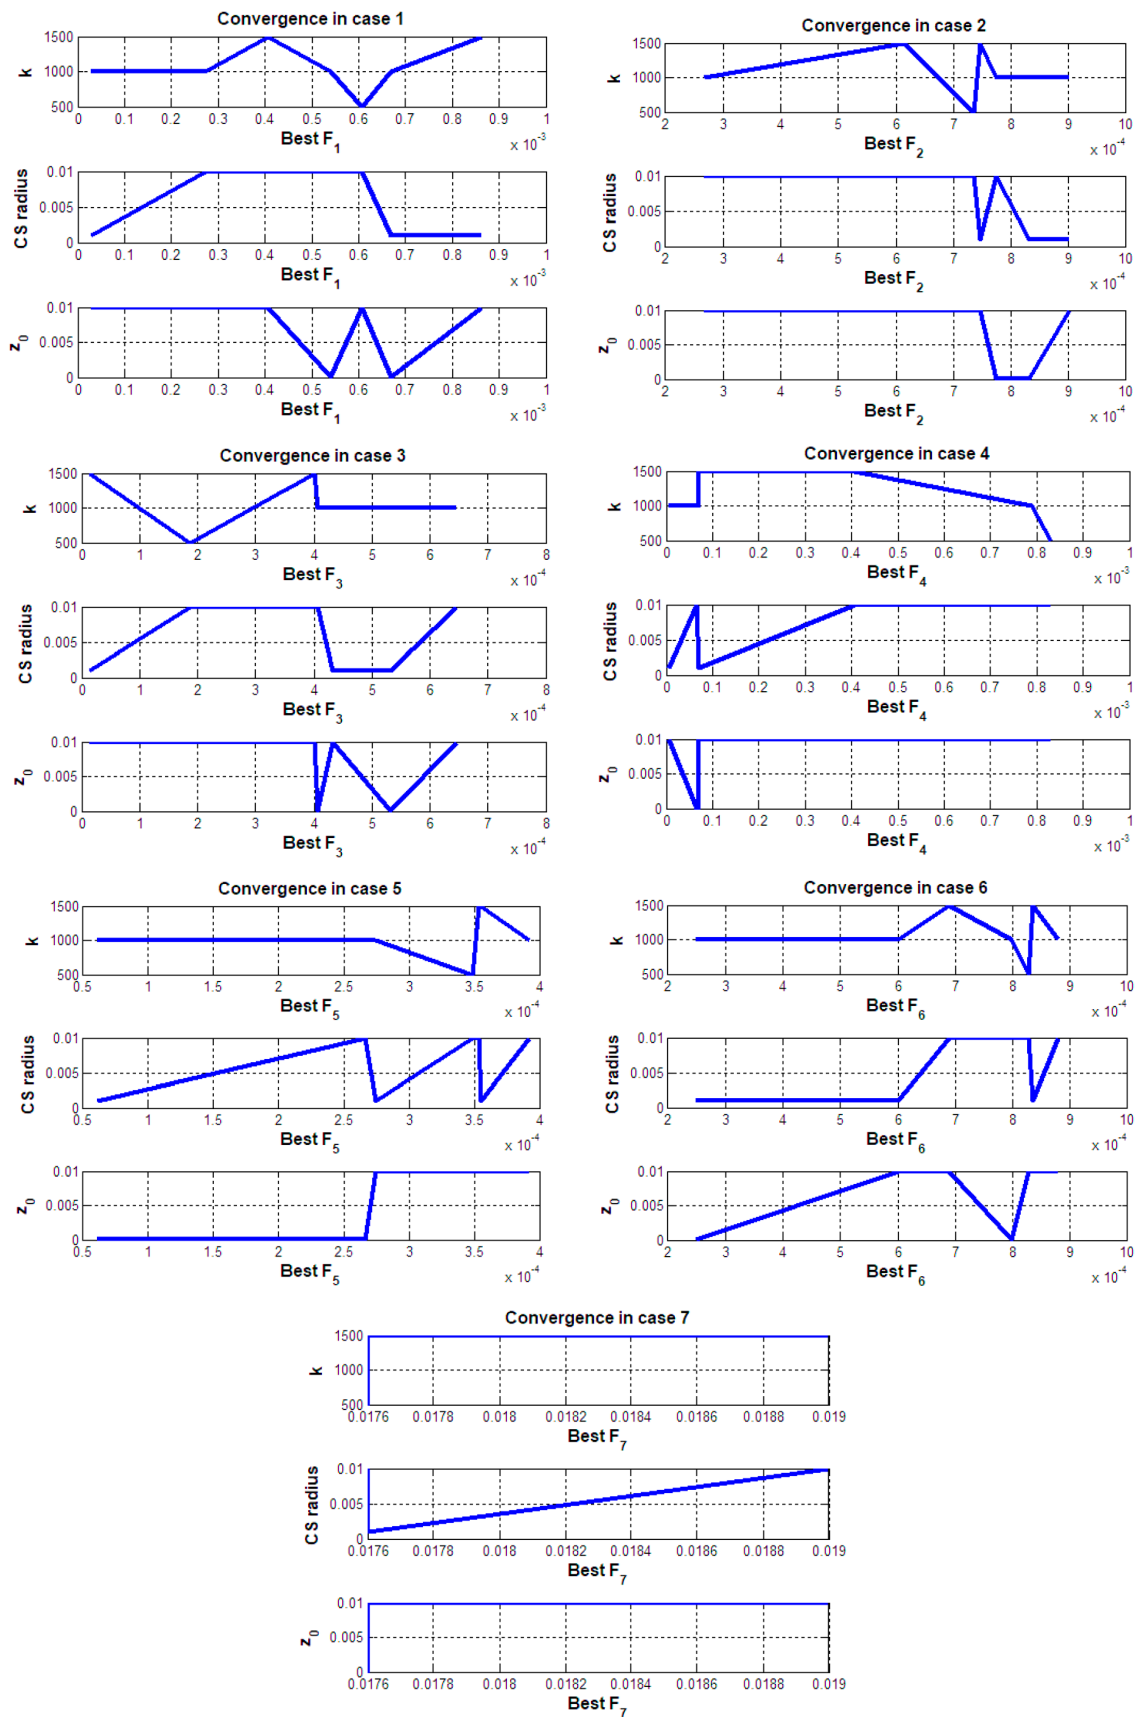 Convergence in case 1
1500
1000
500
k
0 0.1 0.2 0.3 0.4 0.5 0.6 0.7 0.8 0.9 1
Best F1
x 10-3
0.01
0.005
0
CS radius
0 0.1 0.2 0.3 0.4 0.5 0.6 0.7 0.8 0.9 1
Best F1
x 10-3
0.01
0.005
0
z0
0 0.1 0.2 0.3 0.4 0.5 0.6 0.7 0.8 0.9 1
Best F1
x 10-3
Convergence in case 2
1500
1000
500
k
2 3 4 5 6 7 8 9 10
Best F2
x 10-4
0.01
0.005
0
CS radius
2 3 4 5 6 7 8 9 10
Best F2
x 10-4
0.01
0.005
0
z0
2 3 4 5 6 7 8 9 10
Best F2
x 10-4
Convergence in case 3
1500
1000
500
k
0 1 2 3 4 5 6 7 8
Best F3
x 10-4
0.01
0.005
0
CS radius
0 1 2 3 4 5 6 7 8
Best F3
x 10-4
0.01
0.005
0
z0
0 1 2 3 4 5 6 7 8
Best F3
x 10-4
Convergence in case 4
1500
1000
500
k
0 0.1 0.2 0.3 0.4 0.5 0.6 0.7 0.8 0.9 1
Best F4
x 10-3
0.01
0.005
0
CS radius
0 0.1 0.2 0.3 0.4 0.5 0.6 0.7 0.8 0.9 1
Best F4
x 10-3
0.01
0.005
0
z0
0 0.1 0.2 0.3 0.4 0.5 0.6 0.7 0.8 0.9 1
Best F4
x 10-3
Convergence in case 5
1500
1000
500
k
0.5 1 1.5 2 2.5 3 3.5 4
Best F5
x 10-4
0.01
0.005
0
CS radius
0.5 1 1.5 2 2.5 3 3.5 4
Best F5
x 10-4
0.01
0.005
0
z0
0.5 1 1.5 2 2.5 3 3.5 4
Best F5
x 10-4
Convergence in case 6
1500
1000
500
k
2 3 4 5 6 7 8 9 10
Best F6
x 10-4
0.01
0.005
0
CS radius
2 3 4 5 6 7 8 9 10
Best F6
x 10-4
0.01
0.005
0
z0
2 3 4 5 6 7 8 9 10
Best F6
x 10-4
Convergence in case 7
1500
1000
500
k
0.0176 0.0178 0.018 0.0182 0.0184 0.0186 0.0188 0.019
Best F7
0.01
0.005
0
CS radius
0.0176 0.0178 0.018 0.0182 0.0184 0.0186 0.0188 0.019
Best F7
0.01
0.005
0
z0
0.0176 0.0178 0.018 0.0182 0.0184 0.0186 0.0188 0.019
Best F7